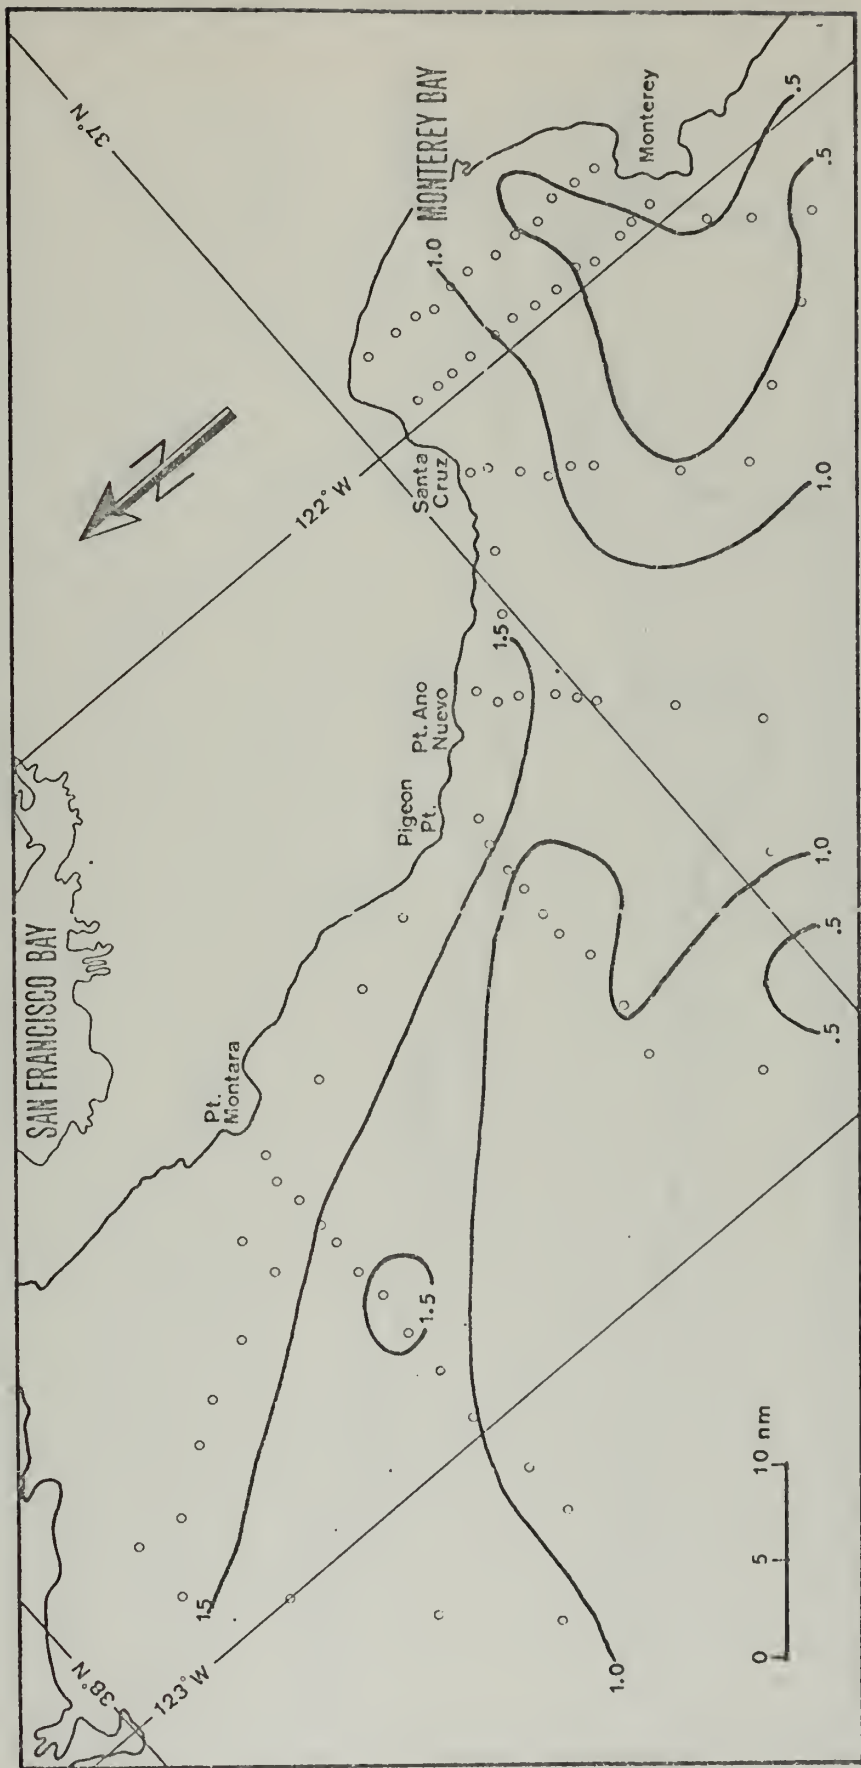 SAN FRANCISCO BAY
MONTEREY BAY
Monterey
37° N
38° N
122° W
123° W
Santa
Cruz
Pt. Ano
Nuevo
Pigeon
Pt.
Pt.
Montara
N
1.0
.5
.5
1.0
1.5
1.0
.5
.5
1.5
15
1.0
0 5 10 nm